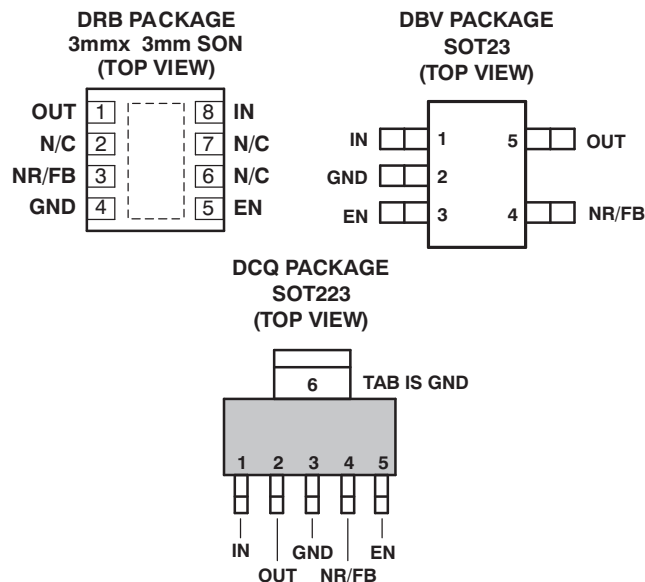 DRB PACKAGE
3mmx 3mm SON
(TOP VIEW)
OUT 1 8 IN
N/C 2 7 N/C
NR/FB 3 6 N/C
GND 4 5 EN
DBV PACKAGE
SOT23
(TOP VIEW)
IN 1 5 OUT
GND 2
EN 3 4 NR/FB
DCQ PACKAGE
SOT223
(TOP VIEW)
6 TAB IS GND
1 2 3 4 5
IN GND EN
OUT NR/FB